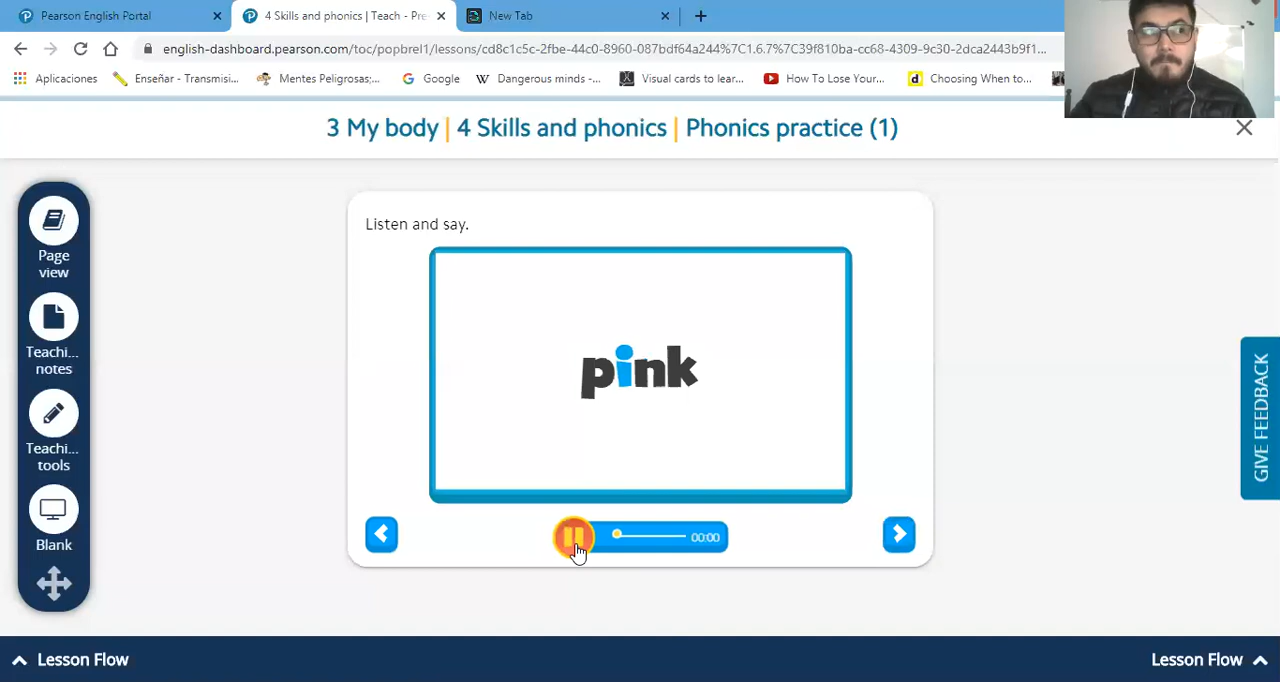 Pearson English Portal
4 Skills and phonics | Teach - Pre
New Tab
english-dashboard.pearson.com/toc/popbrel1/lessons/cd8c1c5c-2fbe-44c0-8960-087bdf64a244%7C1.6.7%7C39f810ba-cc68-4309-9c30-2dca2443b9f1...
Aplicaciones
Enseñar - Transmisi...
Mentes Peligrosas;...
Google
Dangerous minds -...
Visual cards to lear...
How To Lose Your...
Choosing When to...
3 My body | 4 Skills and phonics | Phonics practice (1)
Page
view
Teachi...
notes
Teachi...
tools
Blank
Listen and say.
pink
00:00
GIVE FEEDBACK
Lesson Flow
Lesson Flow